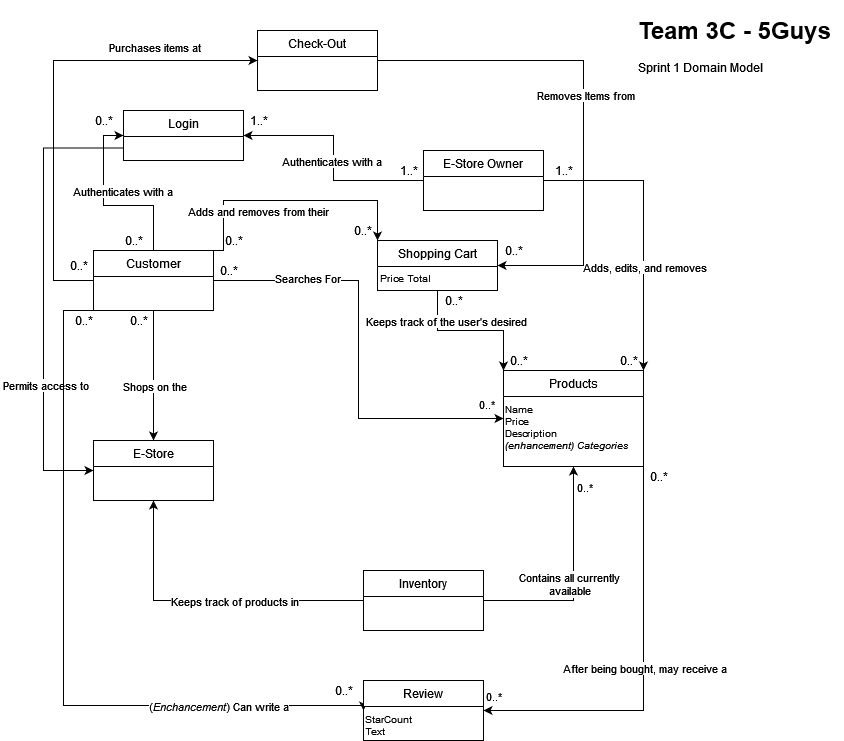 Team 3C - 5Guys
Sprint 1 Domain Model
Check-Out
Purchases items at
Removes Items from
Login
0..*
1..*
Authenticates with a
E-Store Owner
1..*
1..*
Authenticates with a
Adds and removes from their
0..*
0..*
0..*
Shopping Cart
Price Total
0..*
Customer
0..*
0..*
Searches For
Adds, edits, and removes
0..*
Keeps track of the user's desired
0..*
0..*
0..*
0..*
Products
Name
Price
Description
(enhancement) Categories
0..*
Permits access to
Shops on the
E-Store
0..*
0..*
Inventory
Keeps track of products in
Contains all currently
available
After being bought, may receive a
Review
StarCount
Text
0..*
0..*
(Enchancement) Can write a